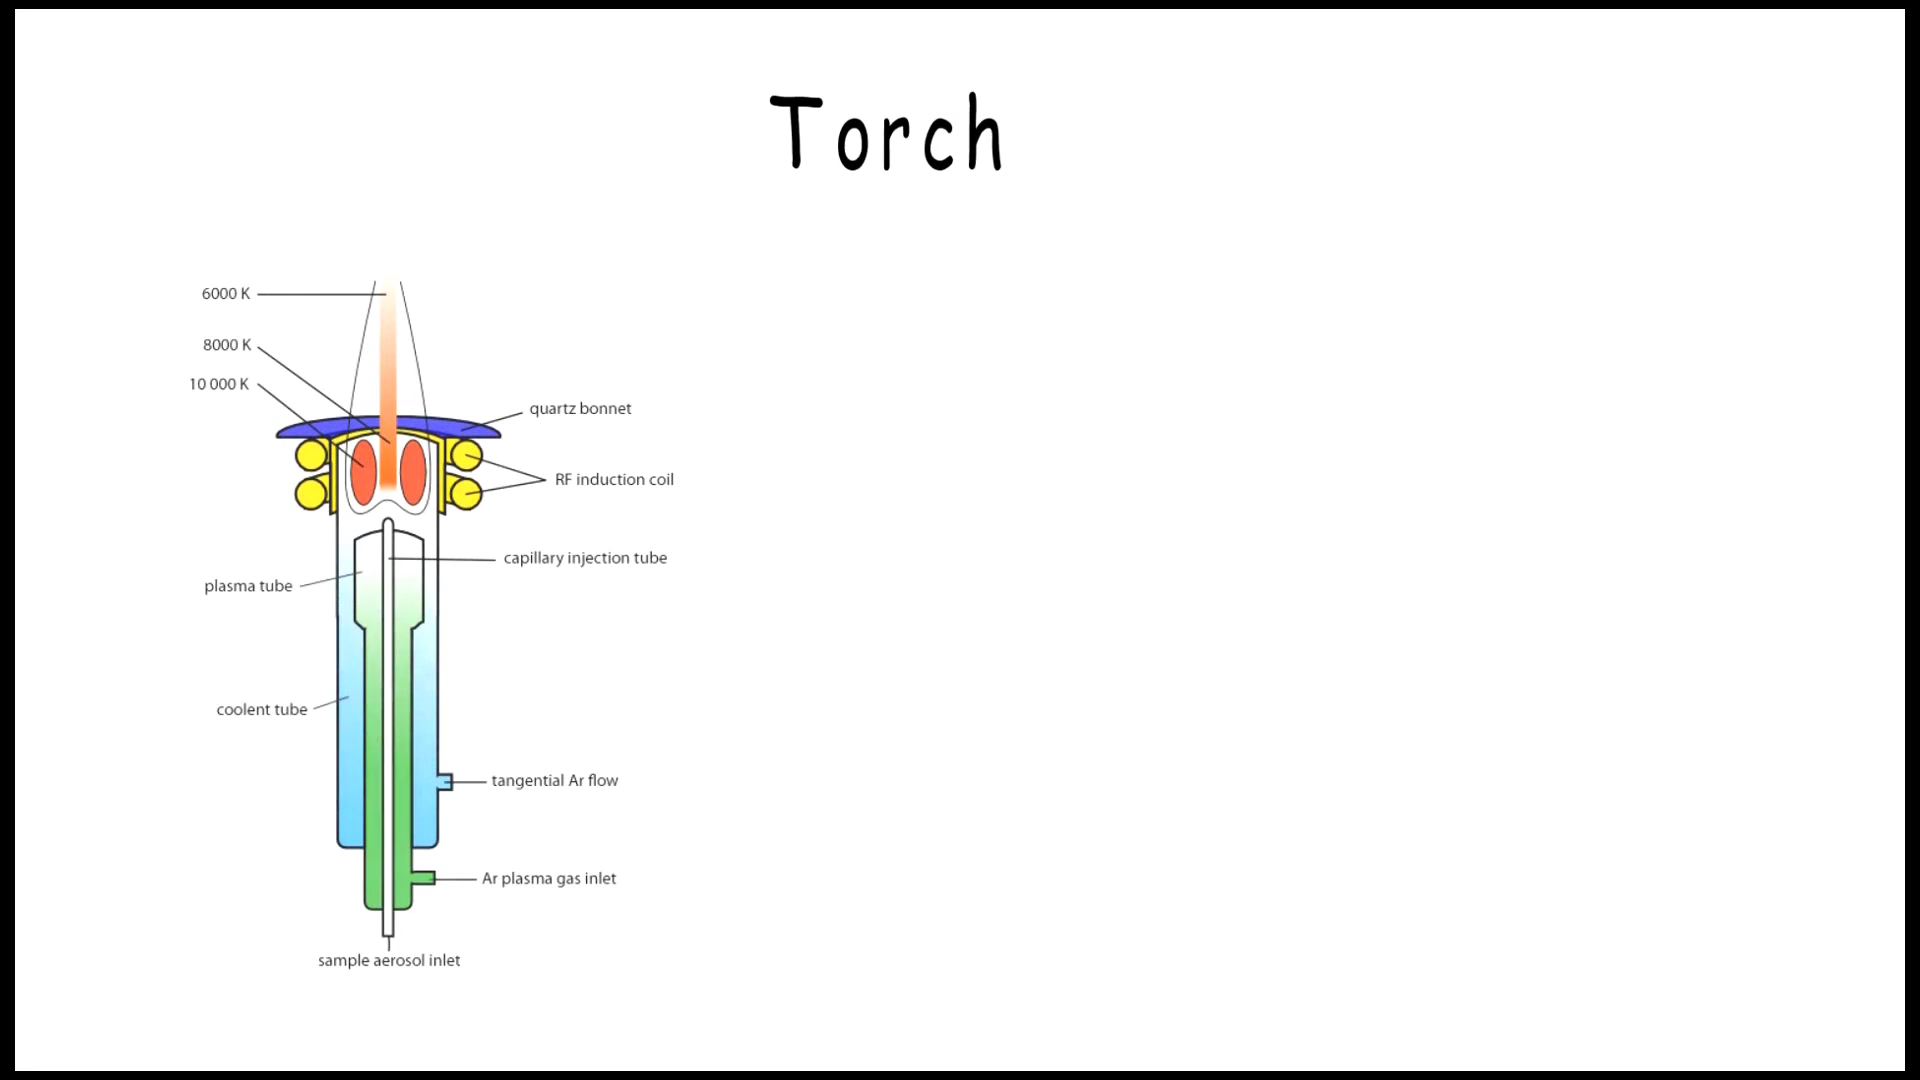 Torch
6000 K
8000 K
10 000 K
quartz bonnet
RF induction coil
capillary injection tube
plasma tube
coolent tube
tangential Ar flow
Ar plasma gas inlet
sample aerosol inlet